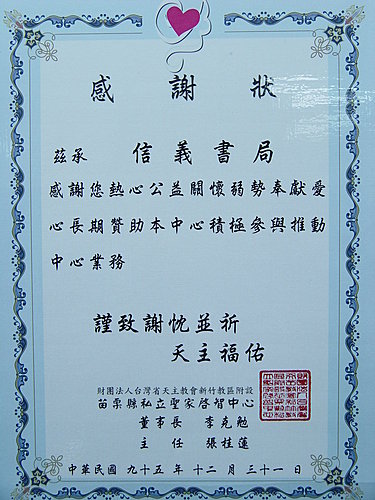 感謝狀
茲承 信義書局
感謝您熱心公益關懷弱勢奉獻愛
心長期贊助本中心積極參與推動
中心業務
謹致謝忱並祈
天主福佑
財團法人台灣省天主教會新竹教區附設
苗栗縣私立聖家啓智中心
董事長 李克勉
主任 張桂蓮
中華民國 九十五年 十二月 三十一日